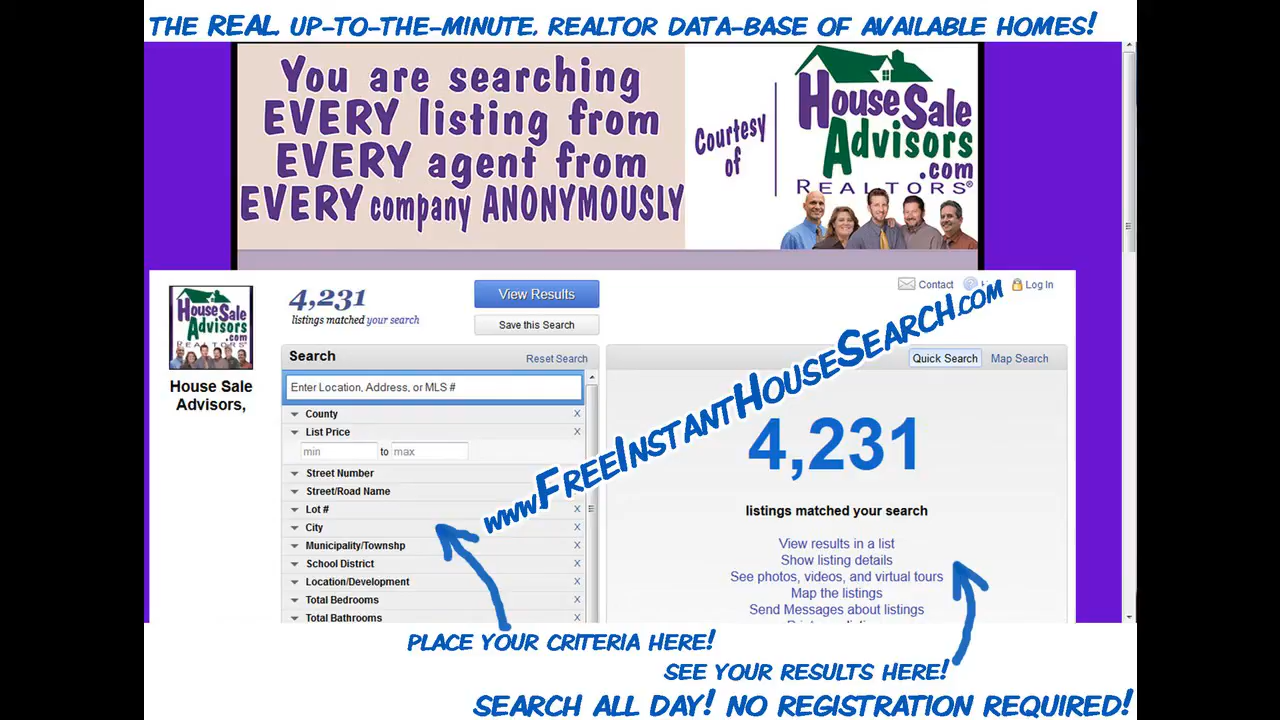 THE REAL, UP-TO-THE-MINUTE, REALTOR DATA-BASE OF AVAILABLE HOMES!
You are searching
EVERY listing from
EVERY agent from
EVERY company ANONYMOUSLY
Courtesy
of
HouseSale
Advisors
.com
REALTORS®
HouseSale
Advisors
.com
REALTORS
House Sale
Advisors,
4,231
listings matched your search
View Results
Save this Search
Contact
Log In
Search
Reset Search
Quick Search
Map Search
Enter Location, Address, or MLS #
County X
List Price X
min to max
Street Number
Street/Road Name
Lot # X
City X
Municipality/Townshp X
School District X
Location/Development X
Total Bedrooms X
Total Bathrooms X
www.FreeInstantHouseSearch.com
4,231
listings matched your search
View results in a list
Show listing details
See photos, videos, and virtual tours
Map the listings
Send Messages about listings
PLACE YOUR CRITERIA HERE!
SEE YOUR RESULTS HERE!
SEARCH ALL DAY! NO REGISTRATION REQUIRED!